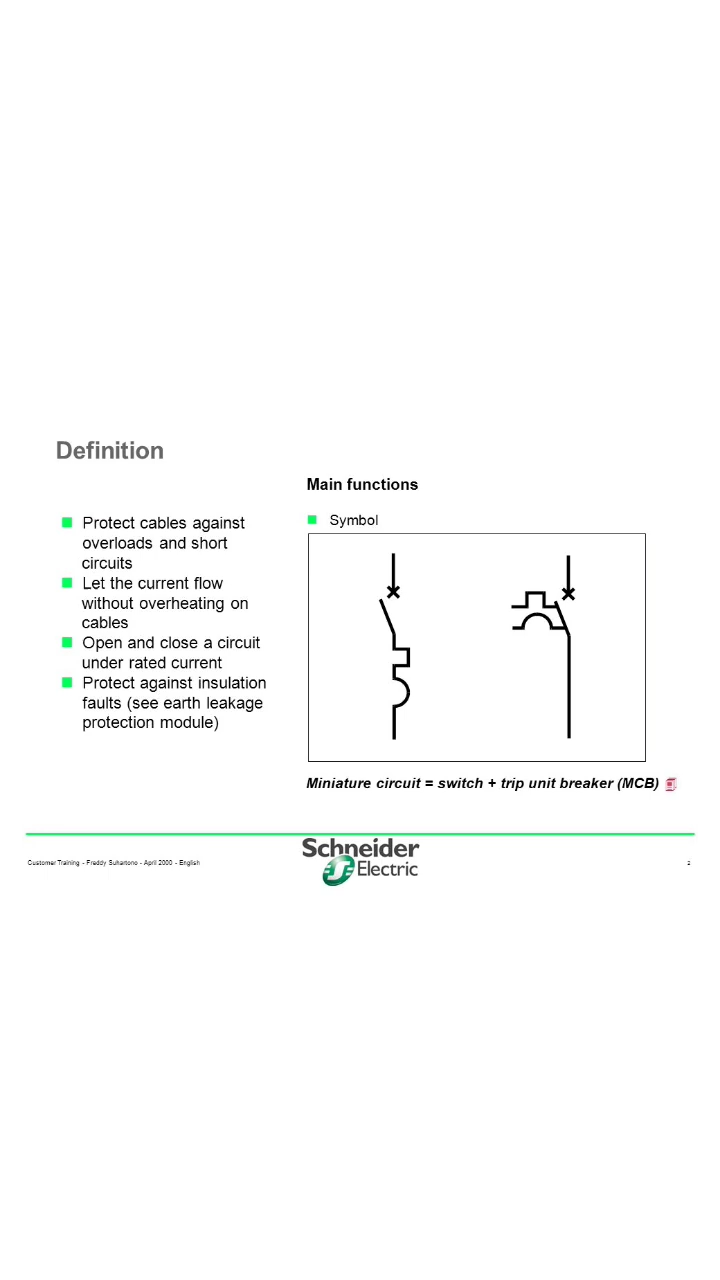 Definition
Main functions
Protect cables against
overloads and short
circuits
Let the current flow
without overheating on
cables
Open and close a circuit
under rated current
Protect against insulation
faults (see earth leakage
protection module)
Symbol
Miniature circuit = switch + trip unit breaker (MCB)
Customer Training - Freddy Suhartono - April 2000 - English
Schneider
Electric
2